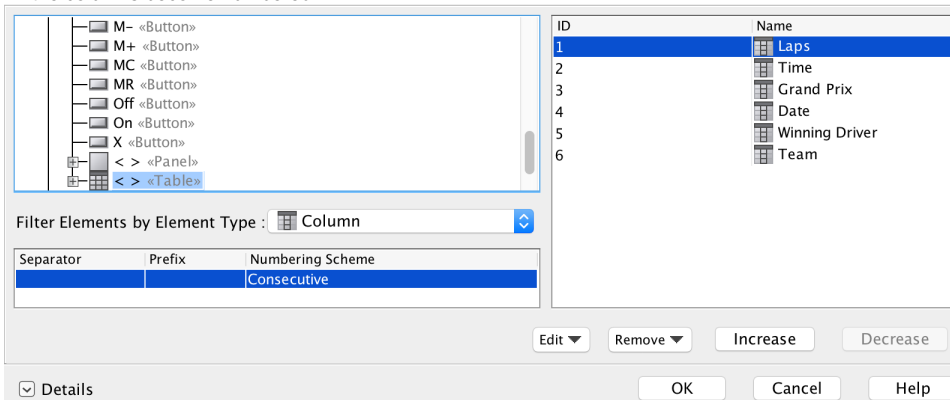 M- «Button»
M+ «Button»
MC «Button»
MR «Button»
Off «Button»
On «Button»
X «Button»
< > «Panel»
< > «Table»
Filter Elements by Element Type : Column
Separator Prefix Numbering Scheme
Consecutive
ID Name
1 Laps
2 Time
3 Grand Prix
4 Date
5 Winning Driver
6 Team
Edit Remove Increase Decrease
Details OK Cancel Help